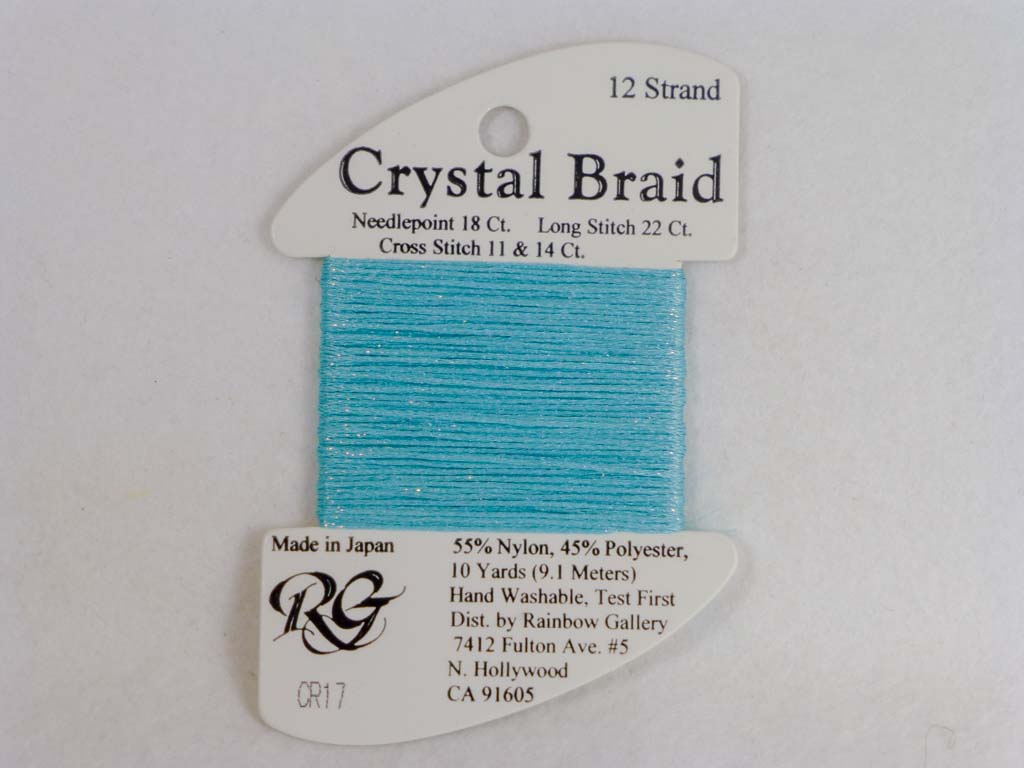 12 Strand
Crystal Braid
Needlepoint 18 Ct. Long Stitch 22 Ct.
Cross Stitch 11 & 14 Ct.
Made in Japan
RG
CR17
55% Nylon, 45% Polyester,
10 Yards (9.1 Meters)
Hand Washable, Test First
Dist. by Rainbow Gallery
7412 Fulton Ave. #5
N. Hollywood
CA 91605